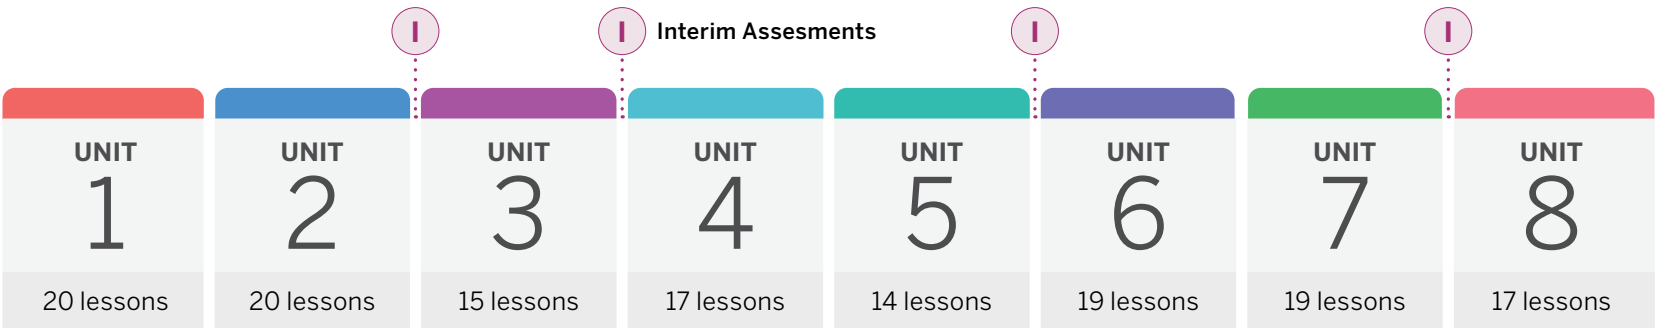 I I Interim Assesments I I
UNIT UNIT UNIT UNIT UNIT UNIT UNIT UNIT
1 2 3 4 5 6 7 8
20 lessons 20 lessons 15 lessons 17 lessons 14 lessons 19 lessons 19 lessons 17 lessons